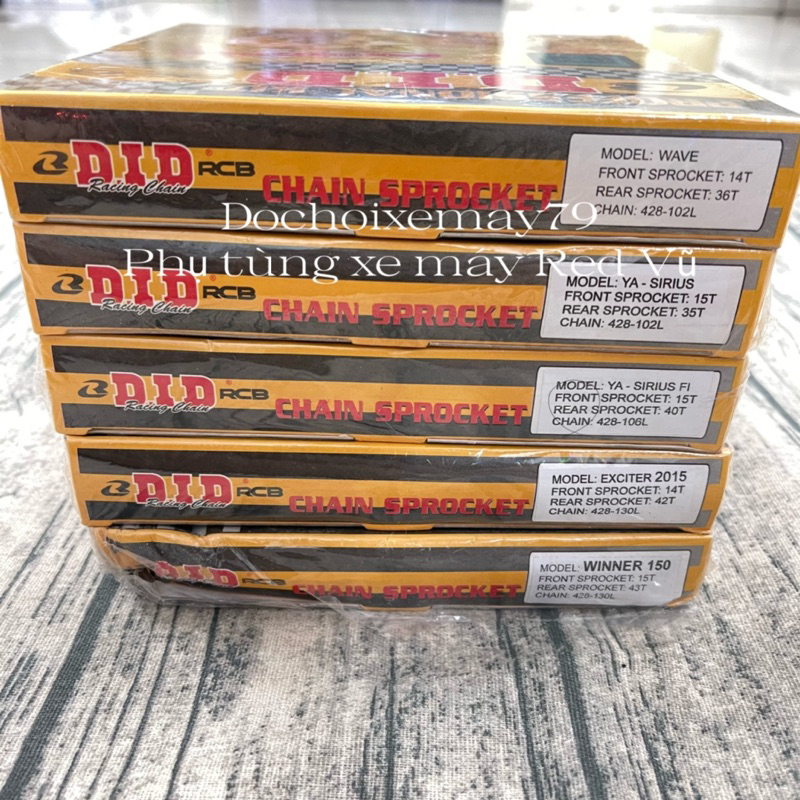 DID
Racing Chain
RCB
CHAIN SPROCKET
MODEL: WAVE
FRONT SPROCKET: 14T
REAR SPROCKET: 36T
CHAIN: 428-102L
Dochoixemay79
Phụ tùng xe máy Red Vũ
DID
Racing Chain
RCB
CHAIN SPROCKET
MODEL: YA - SIRIUS
FRONT SPROCKET: 15T
REAR SPROCKET: 35T
CHAIN: 428-102L
DID
Racing Chain
RCB
CHAIN SPROCKET
MODEL: YA - SIRIUS FI
FRONT SPROCKET: 15T
REAR SPROCKET: 40T
CHAIN: 428-106L
DID
Racing Chain
RCB
CHAIN SPROCKET
MODEL: EXCITER 2015
FRONT SPROCKET: 14T
REAR SPROCKET: 42T
CHAIN: 428-130L
DID
RCB
CHAIN SPROCKET
MODEL: WINNER 150
FRONT SPROCKET: 15T
REAR SPROCKET: 43T
CHAIN: 428-130L